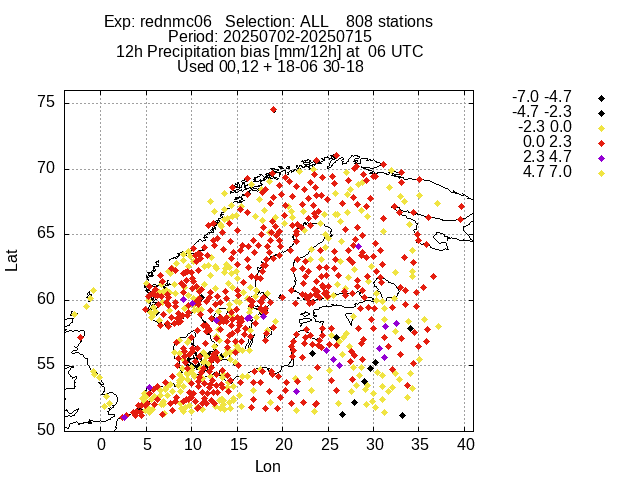 Exp: rednmc06   Selection: ALL    808 stations
Period: 20250702-20250715
12h Precipitation bias [mm/12h] at  06 UTC
Used 00,12 + 18-06 30-18
-7.0 -4.7
-4.7 -2.3
-2.3 0.0
0.0 2.3
2.3 4.7
4.7 7.0
75
70
65
60
55
50
Lat
0 5 10 15 20 25 30 35 40
Lon